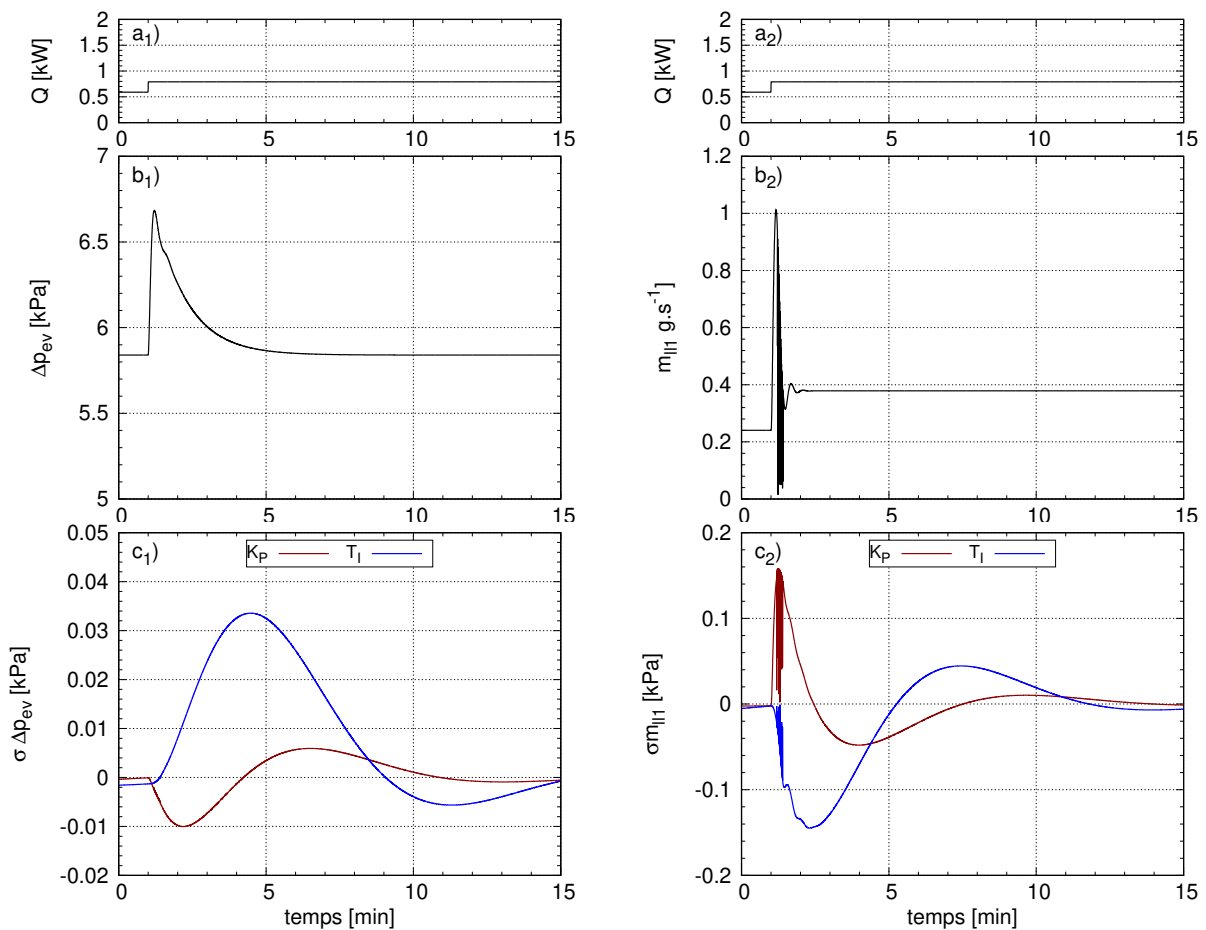 a1)
Q [kW]
2
1.5
1
0.5
0
0 5 10 15
b1)
Δpev [kPa]
7
6.5
6
5.5
5
0 5 10 15
c1)
KP TI
σ Δpev [kPa]
0.05
0.04
0.03
0.02
0.01
0
-0.01
-0.02
0 5 10 15
temps [min]
a2)
Q [kW]
2
1.5
1
0.5
0
0 5 10 15
b2)
mll1 g.s-1
1.2
1
0.8
0.6
0.4
0.2
0
0 5 10 15
c2)
KP TI
σmll1 [kPa]
0.2
0.1
0
-0.1
-0.2
0 5 10 15
temps [min]